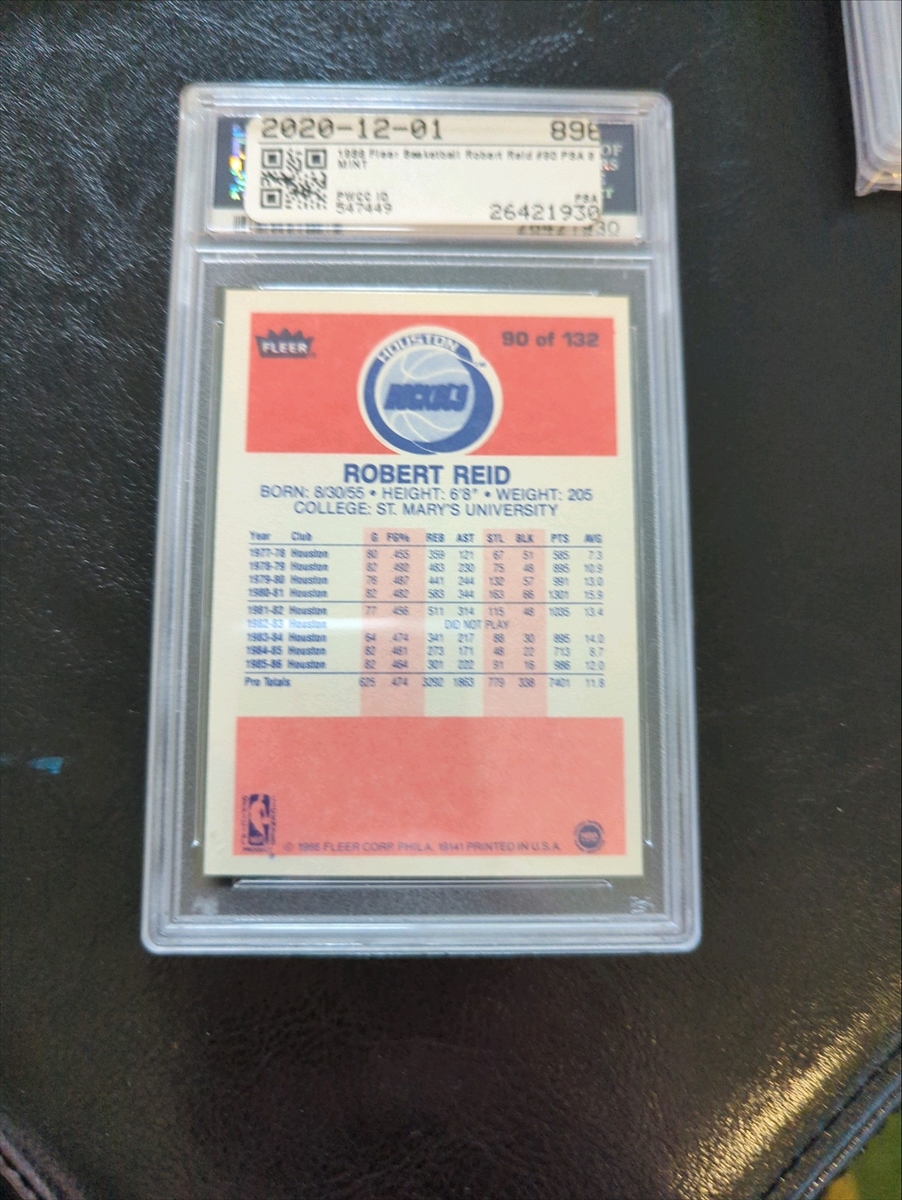 2020-12-01 898
1986 Fleer Basketball Robert Reid #90 PSA 9
MINT
PWCC ID PSA
547449 26421930
26421930
OF
RS
FLEER
HOUSTON
ROCKETS
90 of 132
ROBERT REID
BORN: 8/30/55 • HEIGHT: 6'8" • WEIGHT: 205
COLLEGE: ST. MARY'S UNIVERSITY
Year Club G FG% REB AST STL BLK PTS AVG
1977-78 Houston 80 .455 359 121 67 51 585 7.3
1978-79 Houston 82 .492 483 230 75 48 895 10.9
1979-80 Houston 76 .487 441 244 132 57 991 13.0
1980-81 Houston 82 .482 583 344 163 66 1301 15.9
1981-82 Houston 77 .456 511 314 115 48 1035 13.4
1982-83 Houston DID NOT PLAY
1983-84 Houston 64 .474 341 217 88 30 895 14.0
1984-85 Houston 82 .481 273 171 48 22 713 8.7
1985-86 Houston 82 .464 301 222 91 16 986 12.0
Pro Totals 625 .474 3292 1863 779 338 7401 11.8
© 1986 FLEER CORP. PHILA. 19141 PRINTED IN U.S.A.